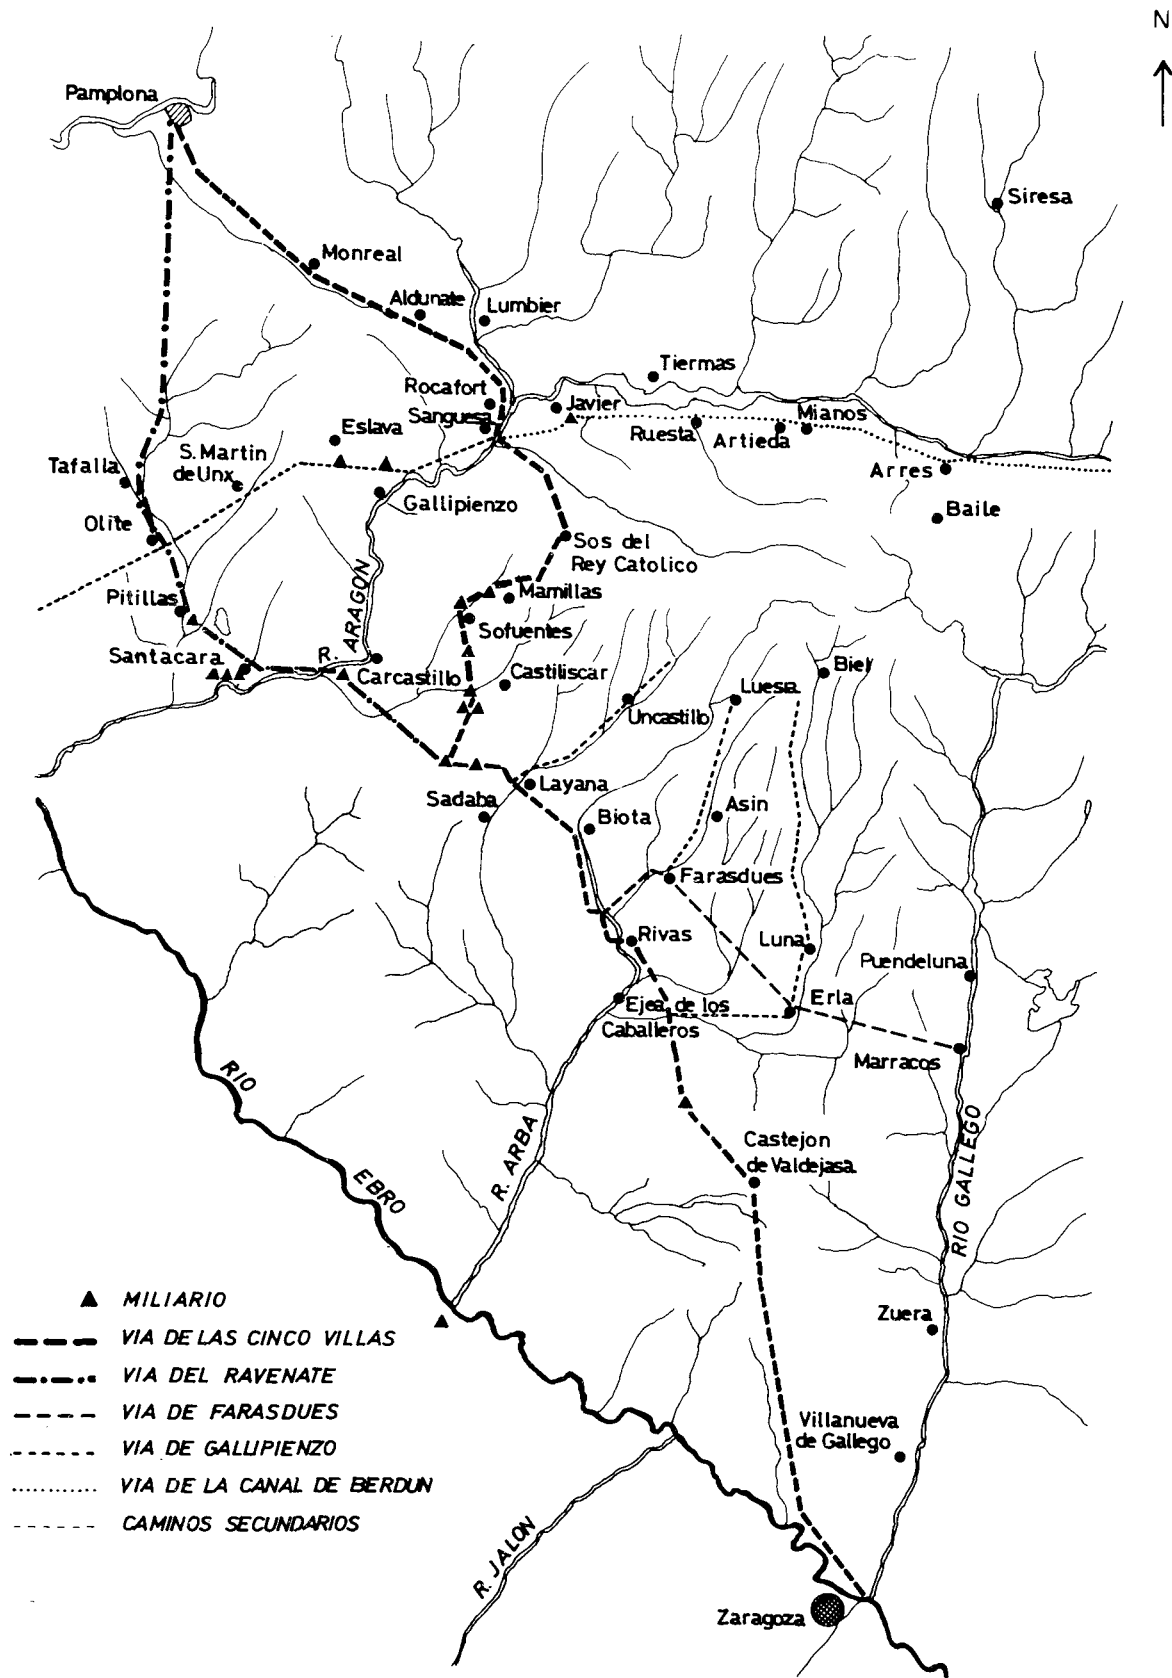 N
Pamplona
Siresa
Monreal
Aldunate
Lumbier
Tiermas
Rocafort
Javier
Sanguesa
Mianos
Eslava
Ruesta
Artieda
S. Martin
de Unx
Tafalla
Arres
Gallipienzo
Baile
Olite
Sos del
Rey Catolico
R. ARAGON
Pitillas
Mamillas
Sofuentes
Santacara
Carcastillo
Castiliscar
Biel
Luesia
Uncastillo
Layana
Sadaba
Biota
Asin
Farasdues
Rivas
Luna
Puendeluna
Ejea de los
Caballeros
Erla
Marracos
RIO
EBRO
R. ARBA
Castejon
de Valdejasa
RIO GALLEGO
Zuera
Villanueva
de Gallego
R. JALON
Zaragoza
MILIARIO
VIA DE LAS CINCO VILLAS
VIA DEL RAVENATE
VIA DE FARASDUES
VIA DE GALLIPIENZO
VIA DE LA CANAL DE BERDUN
CAMINOS SECUNDARIOS